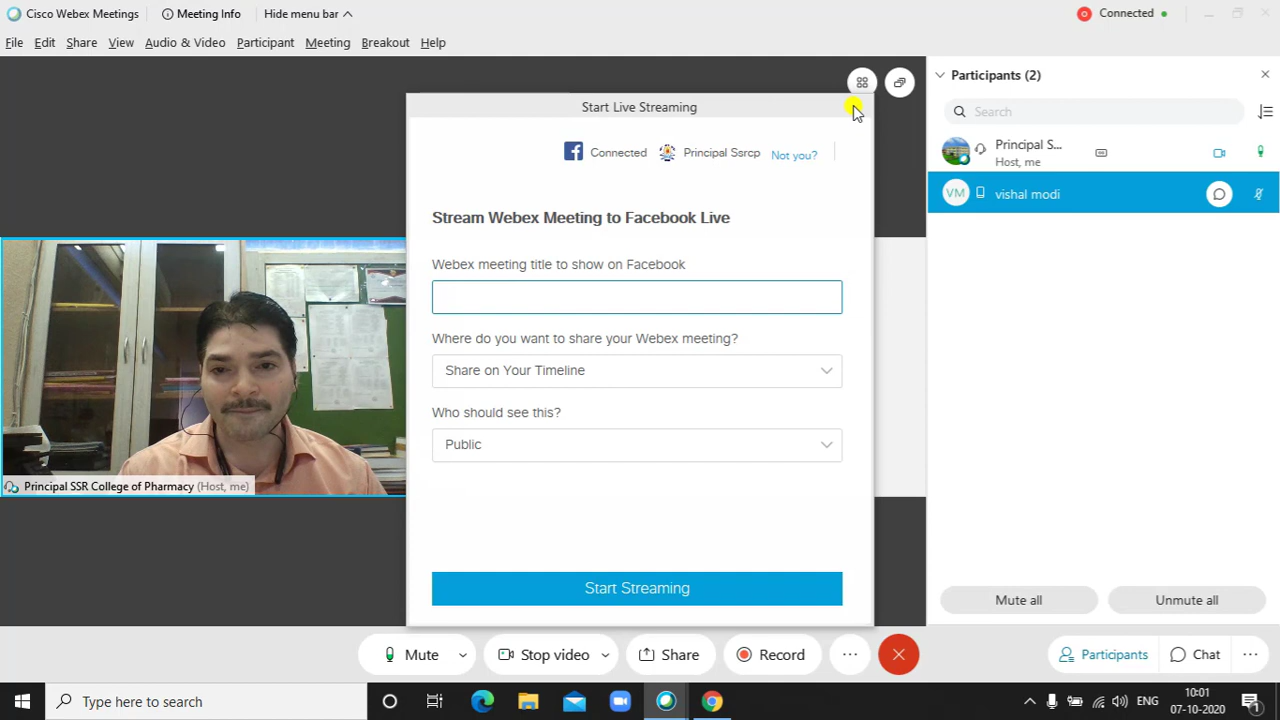 Cisco Webex Meetings
Meeting Info
Hide menu bar
Connected
File Edit Share View Audio & Video Participant Meeting Breakout Help
Start Live Streaming
Connected
Principal Ssrcp
Not you?
Stream Webex Meeting to Facebook Live
Webex meeting title to show on Facebook
Where do you want to share your Webex meeting?
Share on Your Timeline
Who should see this?
Public
Start Streaming
Principal SSR College of Pharmacy (Host, me)
Participants (2)
Search
Principal S...
Host, me
VM
vishal modi
Mute all
Unmute all
Mute
Stop video
Share
Record
Participants
Chat
Type here to search
ENG
10:01
07-10-2020
1